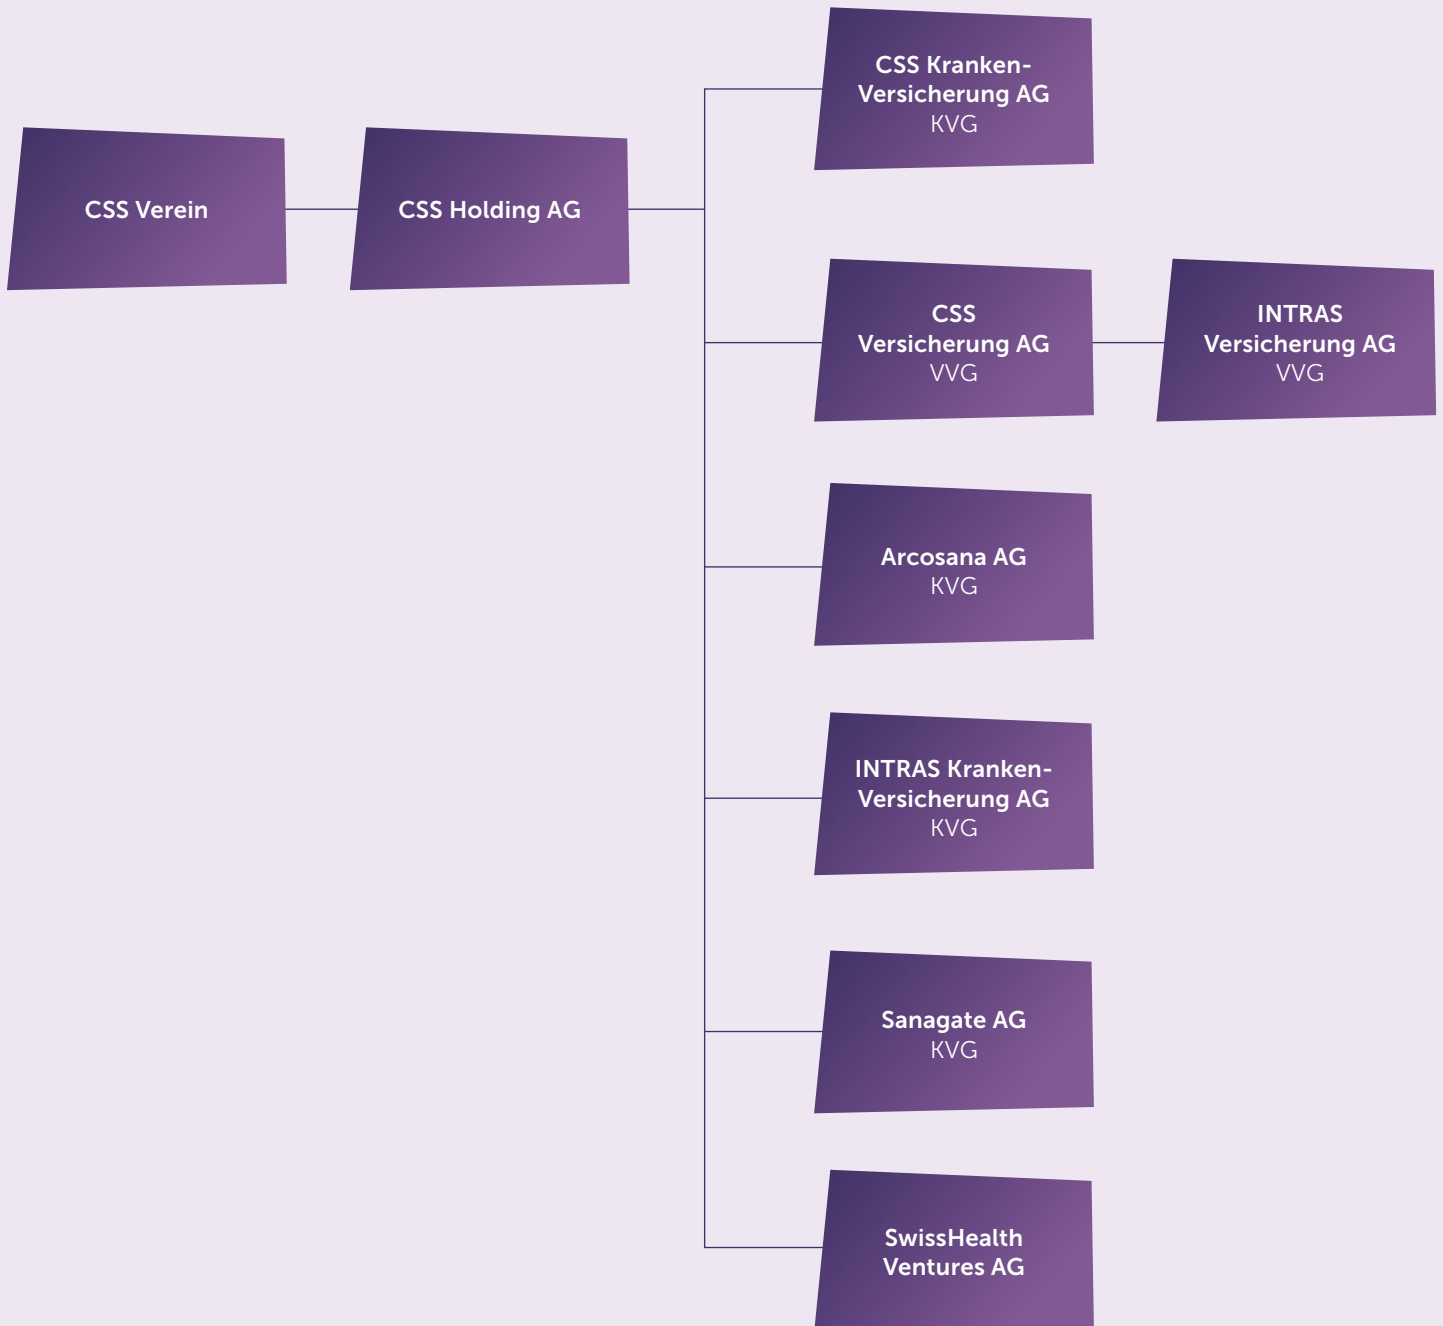 CSS Verein
CSS Holding AG
CSS Kranken-
Versicherung AG
KVG
CSS
Versicherung AG
VVG
INTRAS
Versicherung AG
VVG
Arcosana AG
KVG
INTRAS Kranken-
Versicherung AG
KVG
Sanagate AG
KVG
SwissHealth
Ventures AG